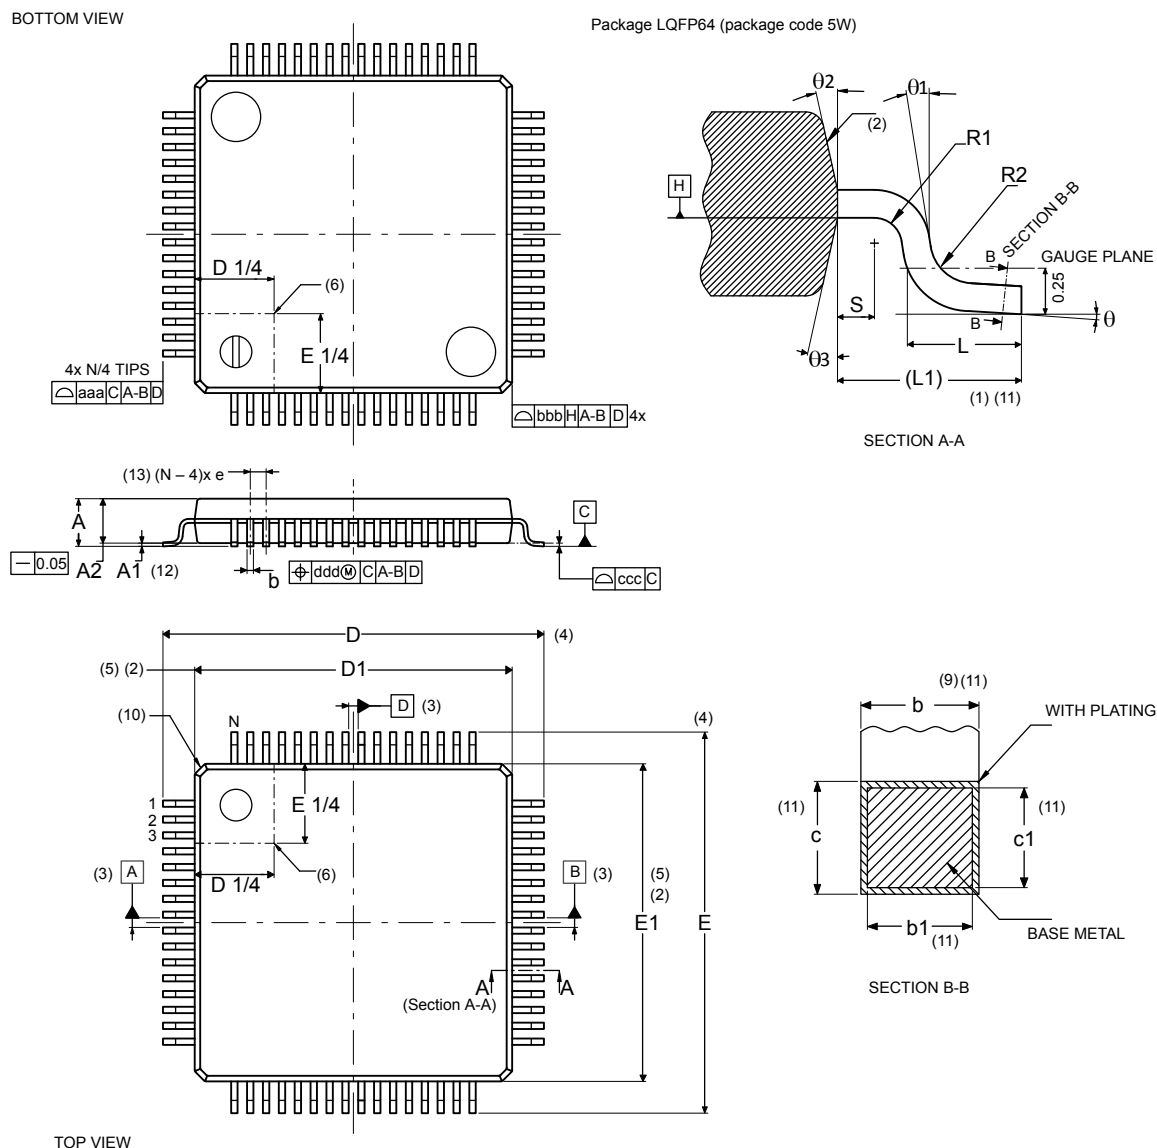 BOTTOM VIEW
Package LQFP64 (package code 5W)
D 1/4
(6)
E 1/4
4x N/4 TIPS
aaa C A-B D
bbb H A-B D 4x
θ2
θ1
(2)
R1
R2
H
SECTION B-B
B
GAUGE PLANE
0.25
S
B
θ
θ3
L
(L1)
(1) (11)
SECTION A-A
(13) (N – 4)x e
A
C
0.05
A2
A1
(12)
b
dddⓂ C A-B D
ccc C
D
(4)
(5) (2)
D1
(10)
N
D
(3)
(4)
E 1/4
1
2
3
D 1/4
(6)
(3)
A
B
(3)
(5)
(2)
E1
E
A
A
(Section A-A)
TOP VIEW
(9) (11)
b
WITH PLATING
(11)
c
(11)
c1
b1
(11)
BASE METAL
SECTION B-B